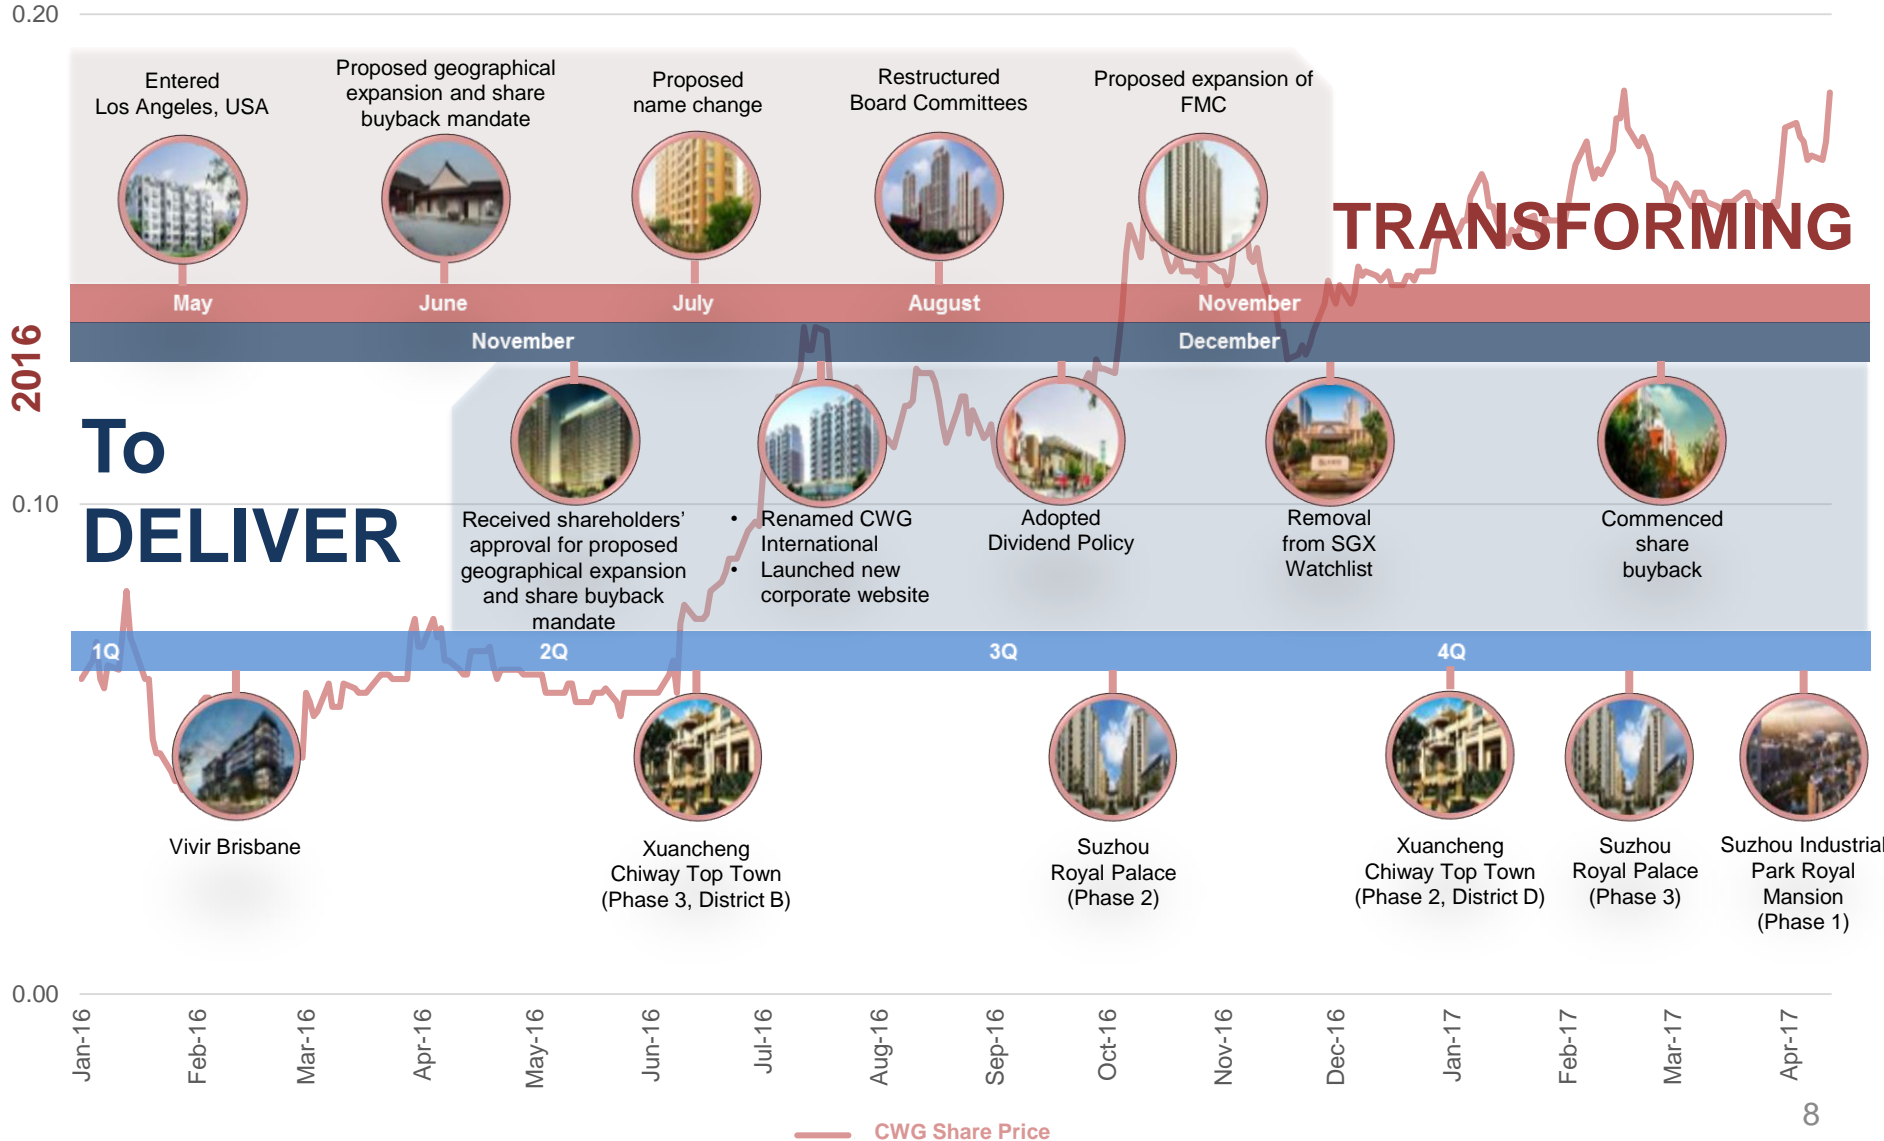 0.20
Entered
Los Angeles, USA
Proposed geographical
expansion and share
buyback mandate
Proposed
name change
Restructured
Board Committees
Proposed expansion of
FMC
TRANSFORMING
May
June
July
August
November
November
December
2016
To
DELIVER
0.10
Received shareholders’
approval for proposed
geographical expansion
and share buyback
mandate
• Renamed CWG
International
• Launched new
corporate website
Adopted
Dividend Policy
Removal
from SGX
Watchlist
Commenced
share
buyback
1Q
2Q
3Q
4Q
Vivir Brisbane
Xuancheng
Chiway Top Town
(Phase 3, District B)
Suzhou
Royal Palace
(Phase 2)
Xuancheng
Chiway Top Town
(Phase 2, District D)
Suzhou
Royal Palace
(Phase 3)
Suzhou Industrial
Park Royal
Mansion
(Phase 1)
0.00
Jan-16
Feb-16
Mar-16
Apr-16
May-16
Jun-16
Jul-16
Aug-16
Sep-16
Oct-16
Nov-16
Dec-16
Jan-17
Feb-17
Mar-17
Apr-17
CWG Share Price
8